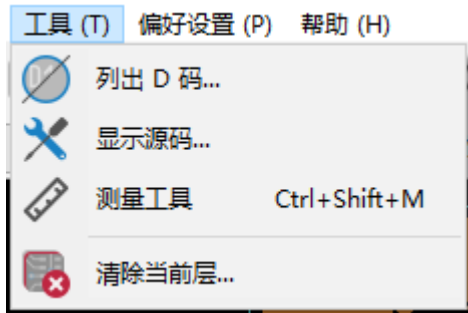 工具 (T) 偏好设置 (P) 帮助 (H)
列出 D 码...
显示源码...
测量工具 Ctrl+Shift+M
清除当前层...